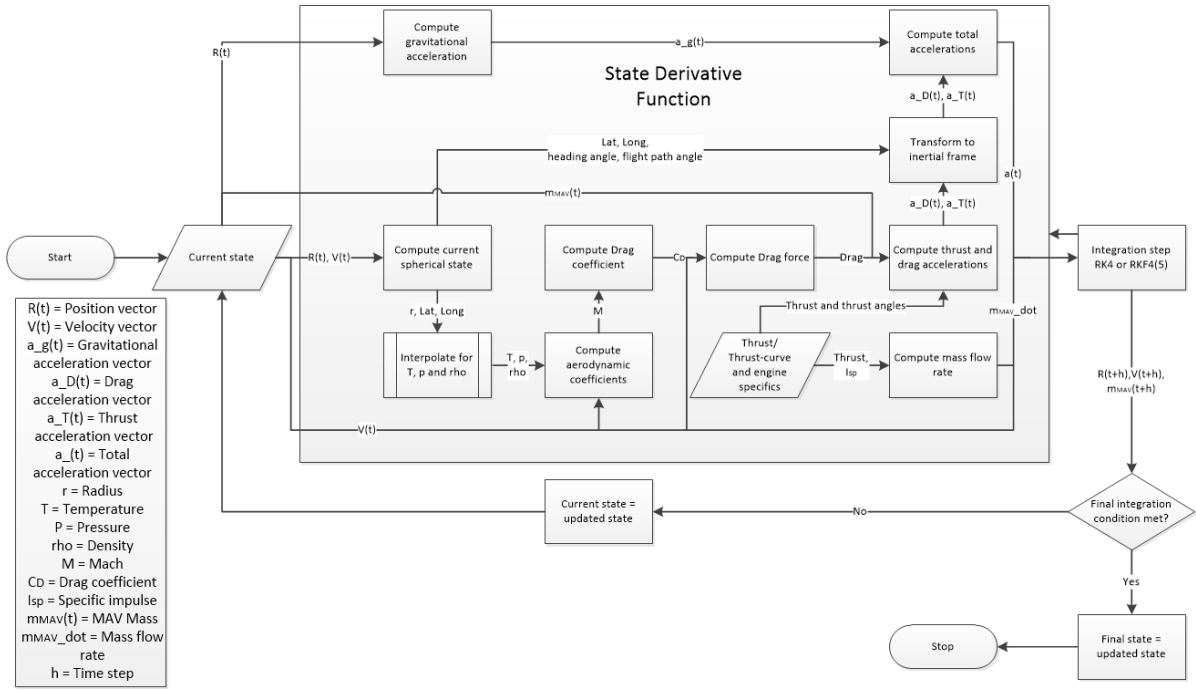 Compute
gravitational
acceleration
a_g(t)
Compute total
accelerations
R(t)
State Derivative
Function
a_D(t), a_T(t)
Lat, Long,
heading angle, flight path angle
Transform to
inertial frame
a(t)
mMAV(t)
a_D(t), a_T(t)
Start
Current state
R(t), V(t)
Compute current
spherical state
Compute Drag
coefficient
CD
Compute Drag force
Drag
Compute thrust and
drag accelerations
Integration step
RK4 or RKF4(5)
r, Lat, Long
M
Thrust and thrust angles
mMAV_dot
Interpolate for
T, p and rho
T, p,
rho
Compute
aerodynamic
coefficients
Thrust/
Thrust-curve
and engine
specifics
Thrust,
Isp
Compute mass flow
rate
R(t+h),V(t+h),
mMAV(t+h)
V(t)
R(t) = Position vector
V(t) = Velocity vector
a_g(t) = Gravitational
acceleration vector
a_D(t) = Drag
acceleration vector
a_T(t) = Thrust
acceleration vector
a_(t) = Total
acceleration vector
r = Radius
T = Temperature
P = Pressure
rho = Density
M = Mach
CD = Drag coefficient
Isp = Specific impulse
mMAV(t) = MAV Mass
mMAV_dot = Mass flow
rate
h = Time step
Current state =
updated state
No
Final integration
condition met?
Yes
Final state =
updated state
Stop